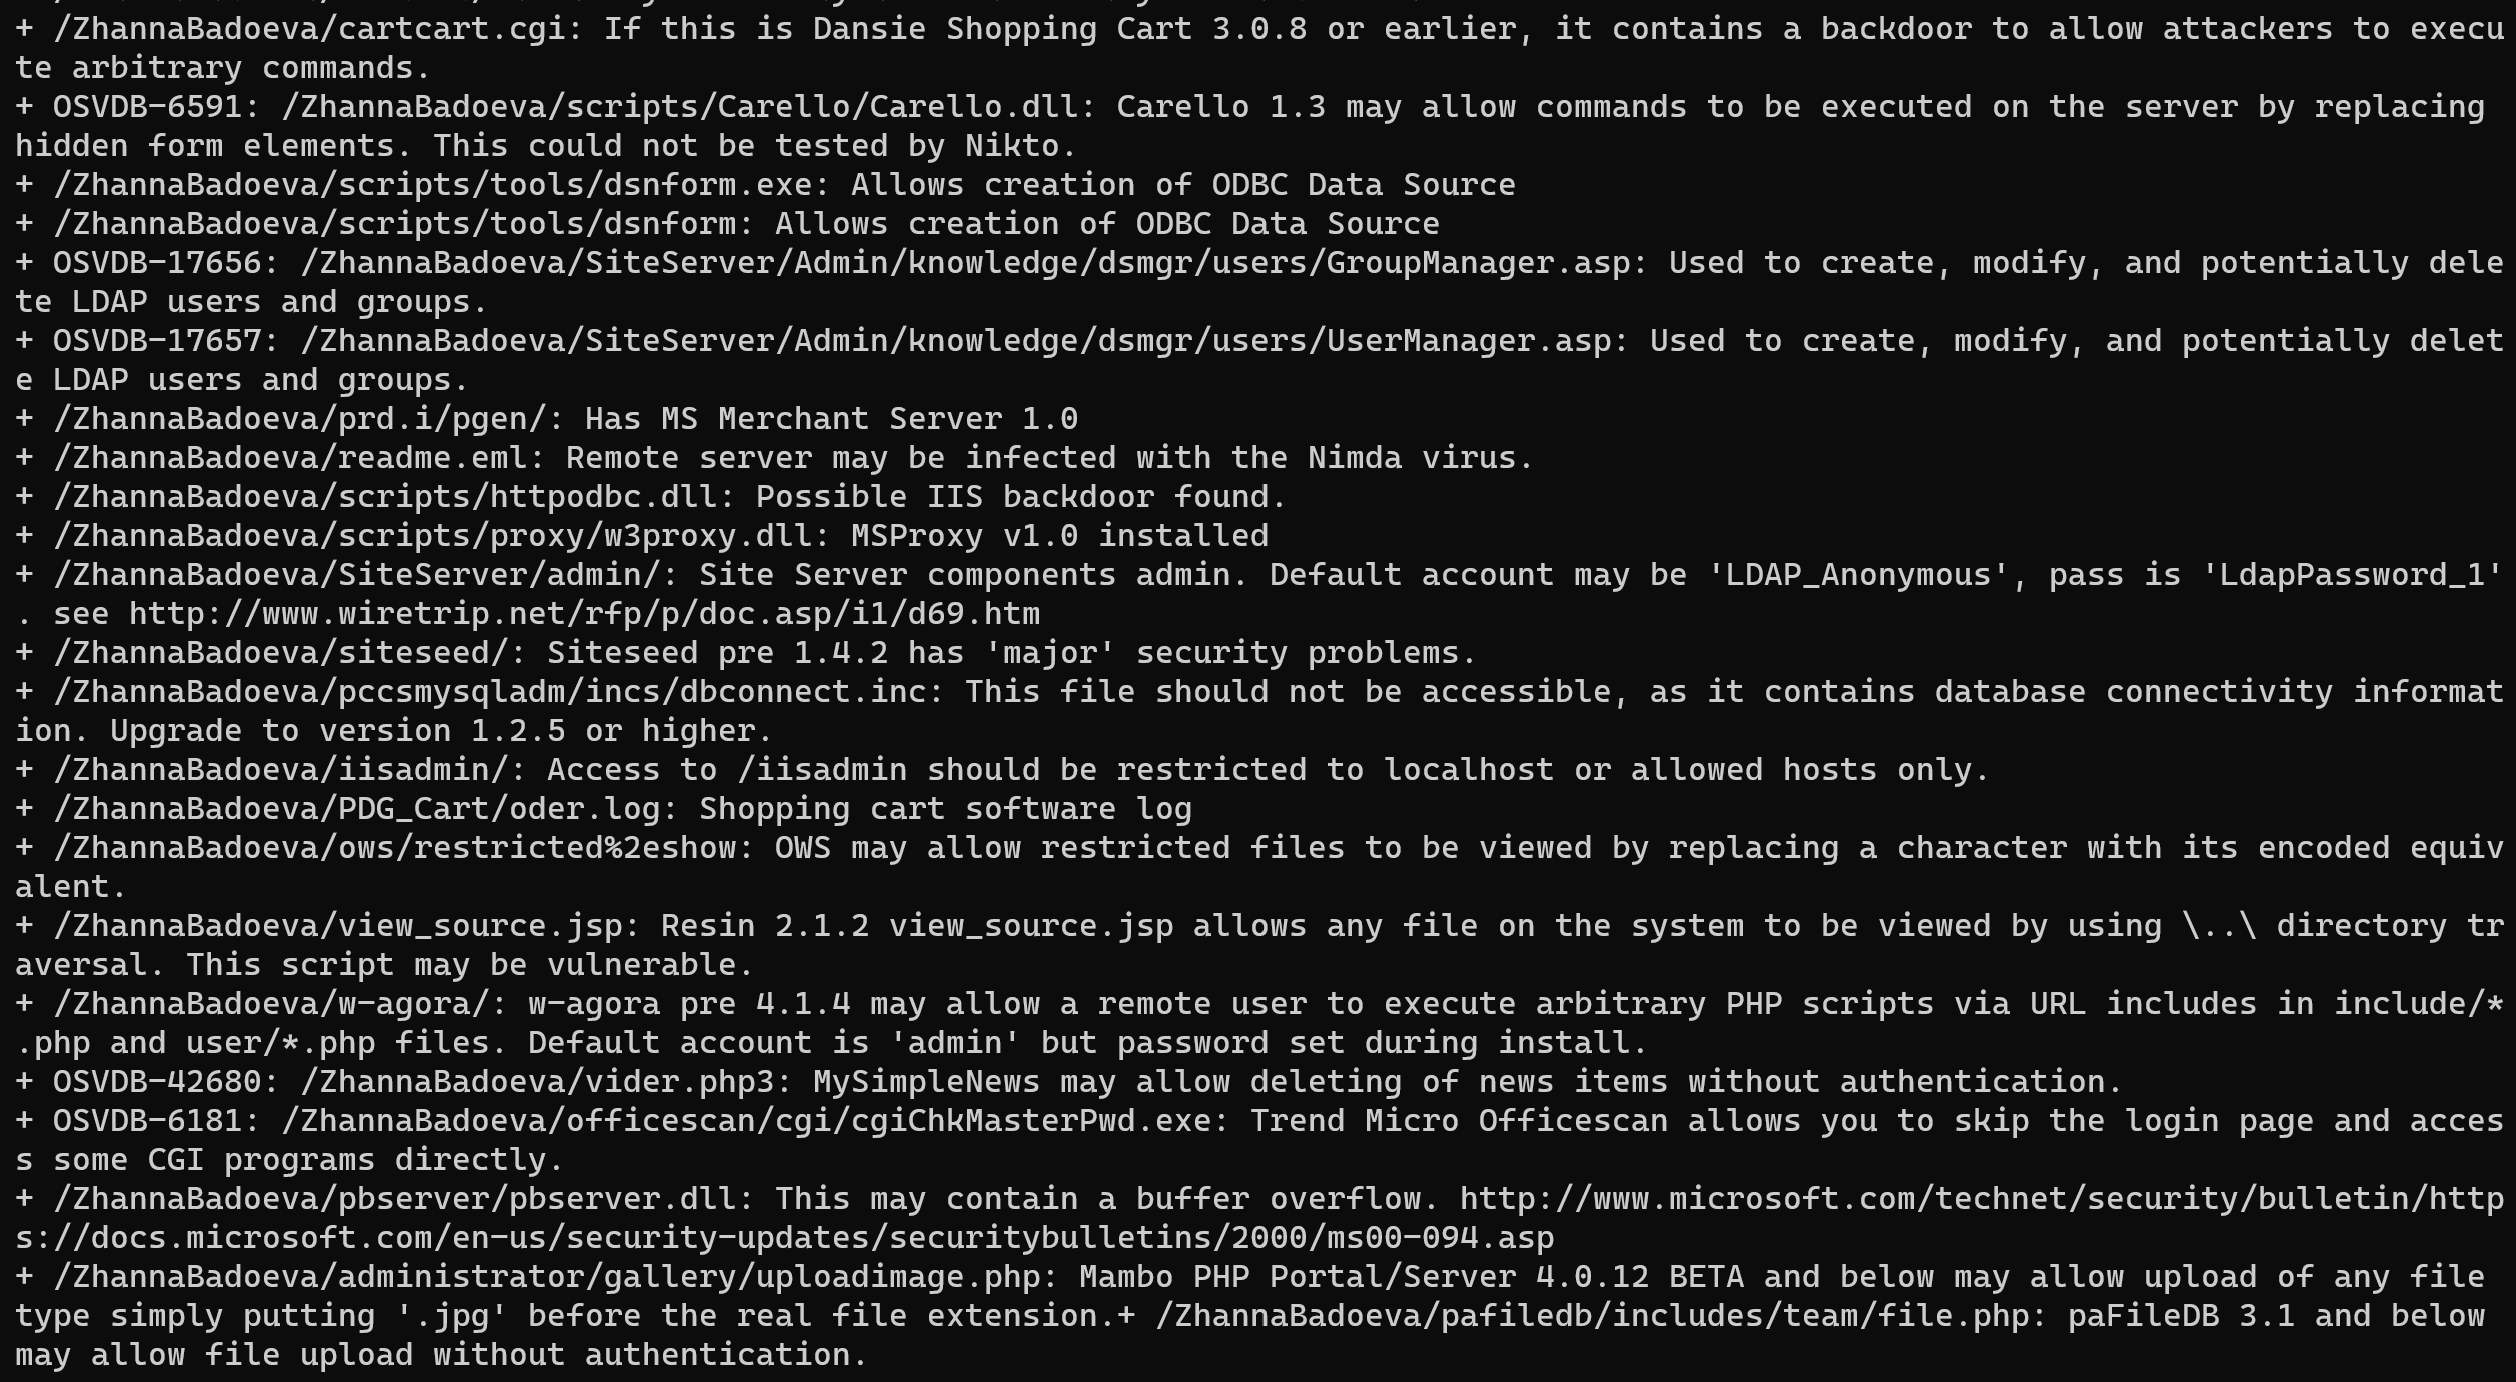 + /ZhannaBadoeva/cartcart.cgi: If this is Dansie Shopping Cart 3.0.8 or earlier, it contains a backdoor to allow attackers to execu
te arbitrary commands.
+ OSVDB-6591: /ZhannaBadoeva/scripts/Carello/Carello.dll: Carello 1.3 may allow commands to be executed on the server by replacing
hidden form elements. This could not be tested by Nikto.
+ /ZhannaBadoeva/scripts/tools/dsnform.exe: Allows creation of ODBC Data Source
+ /ZhannaBadoeva/scripts/tools/dsnform: Allows creation of ODBC Data Source
+ OSVDB-17656: /ZhannaBadoeva/SiteServer/Admin/knowledge/dsmgr/users/GroupManager.asp: Used to create, modify, and potentially dele
te LDAP users and groups.
+ OSVDB-17657: /ZhannaBadoeva/SiteServer/Admin/knowledge/dsmgr/users/UserManager.asp: Used to create, modify, and potentially delet
e LDAP users and groups.
+ /ZhannaBadoeva/prd.i/pgen/: Has MS Merchant Server 1.0
+ /ZhannaBadoeva/readme.eml: Remote server may be infected with the Nimda virus.
+ /ZhannaBadoeva/scripts/httpodbc.dll: Possible IIS backdoor found.
+ /ZhannaBadoeva/scripts/proxy/w3proxy.dll: MSProxy v1.0 installed
+ /ZhannaBadoeva/SiteServer/admin/: Site Server components admin. Default account may be 'LDAP_Anonymous', pass is 'LdapPassword_1'
. see http://www.wiretrip.net/rfp/p/doc.asp/i1/d69.htm
+ /ZhannaBadoeva/siteseed/: Siteseed pre 1.4.2 has 'major' security problems.
+ /ZhannaBadoeva/pccsmysqladm/incs/dbconnect.inc: This file should not be accessible, as it contains database connectivity informat
ion. Upgrade to version 1.2.5 or higher.
+ /ZhannaBadoeva/iisadmin/: Access to /iisadmin should be restricted to localhost or allowed hosts only.
+ /ZhannaBadoeva/PDG_Cart/oder.log: Shopping cart software log
+ /ZhannaBadoeva/ows/restricted%2eshow: OWS may allow restricted files to be viewed by replacing a character with its encoded equiv
alent.
+ /ZhannaBadoeva/view_source.jsp: Resin 2.1.2 view_source.jsp allows any file on the system to be viewed by using \..\ directory tr
aversal. This script may be vulnerable.
+ /ZhannaBadoeva/w-agora/: w-agora pre 4.1.4 may allow a remote user to execute arbitrary PHP scripts via URL includes in include/*
.php and user/*.php files. Default account is 'admin' but password set during install.
+ OSVDB-42680: /ZhannaBadoeva/vider.php3: MySimpleNews may allow deleting of news items without authentication.
+ OSVDB-6181: /ZhannaBadoeva/officescan/cgi/cgiChkMasterPwd.exe: Trend Micro Officescan allows you to skip the login page and acces
s some CGI programs directly.
+ /ZhannaBadoeva/pbserver/pbserver.dll: This may contain a buffer overflow. http://www.microsoft.com/technet/security/bulletin/http
s://docs.microsoft.com/en-us/security-updates/securitybulletins/2000/ms00-094.asp
+ /ZhannaBadoeva/administrator/gallery/uploadimage.php: Mambo PHP Portal/Server 4.0.12 BETA and below may allow upload of any file
type simply putting '.jpg' before the real file extension.+ /ZhannaBadoeva/pafiledb/includes/team/file.php: paFileDB 3.1 and below
may allow file upload without authentication.